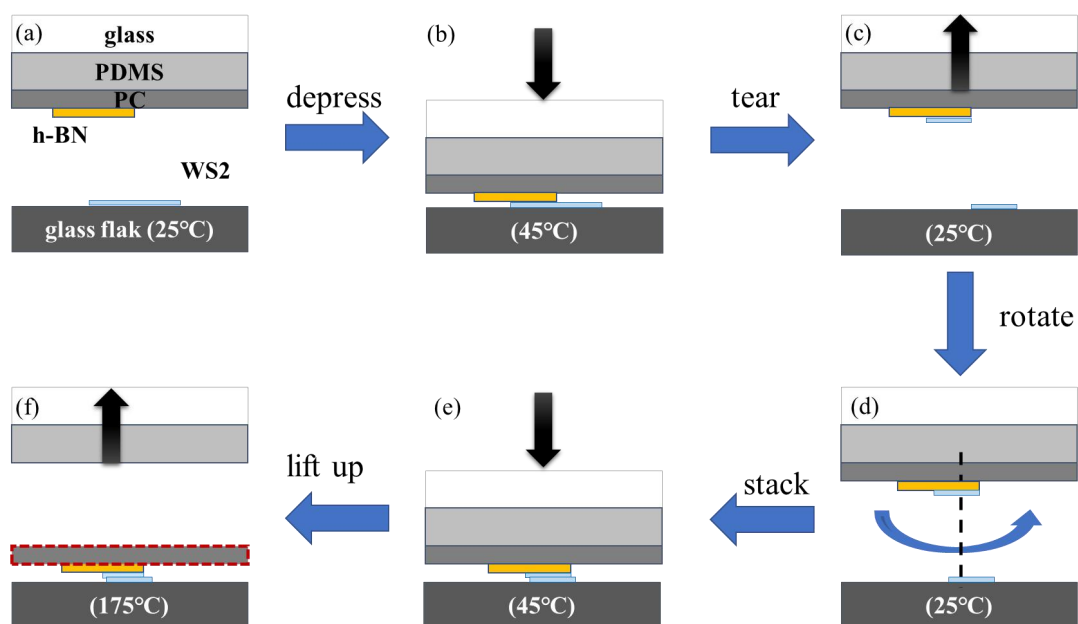 (a)
glass
PDMS
PC
h-BN
WS2
glass flak (25℃)
depress
(b)
(45℃)
tear
(c)
(25℃)
rotate
(d)
(25℃)
stack
(e)
(45℃)
lift up
(f)
(175℃)